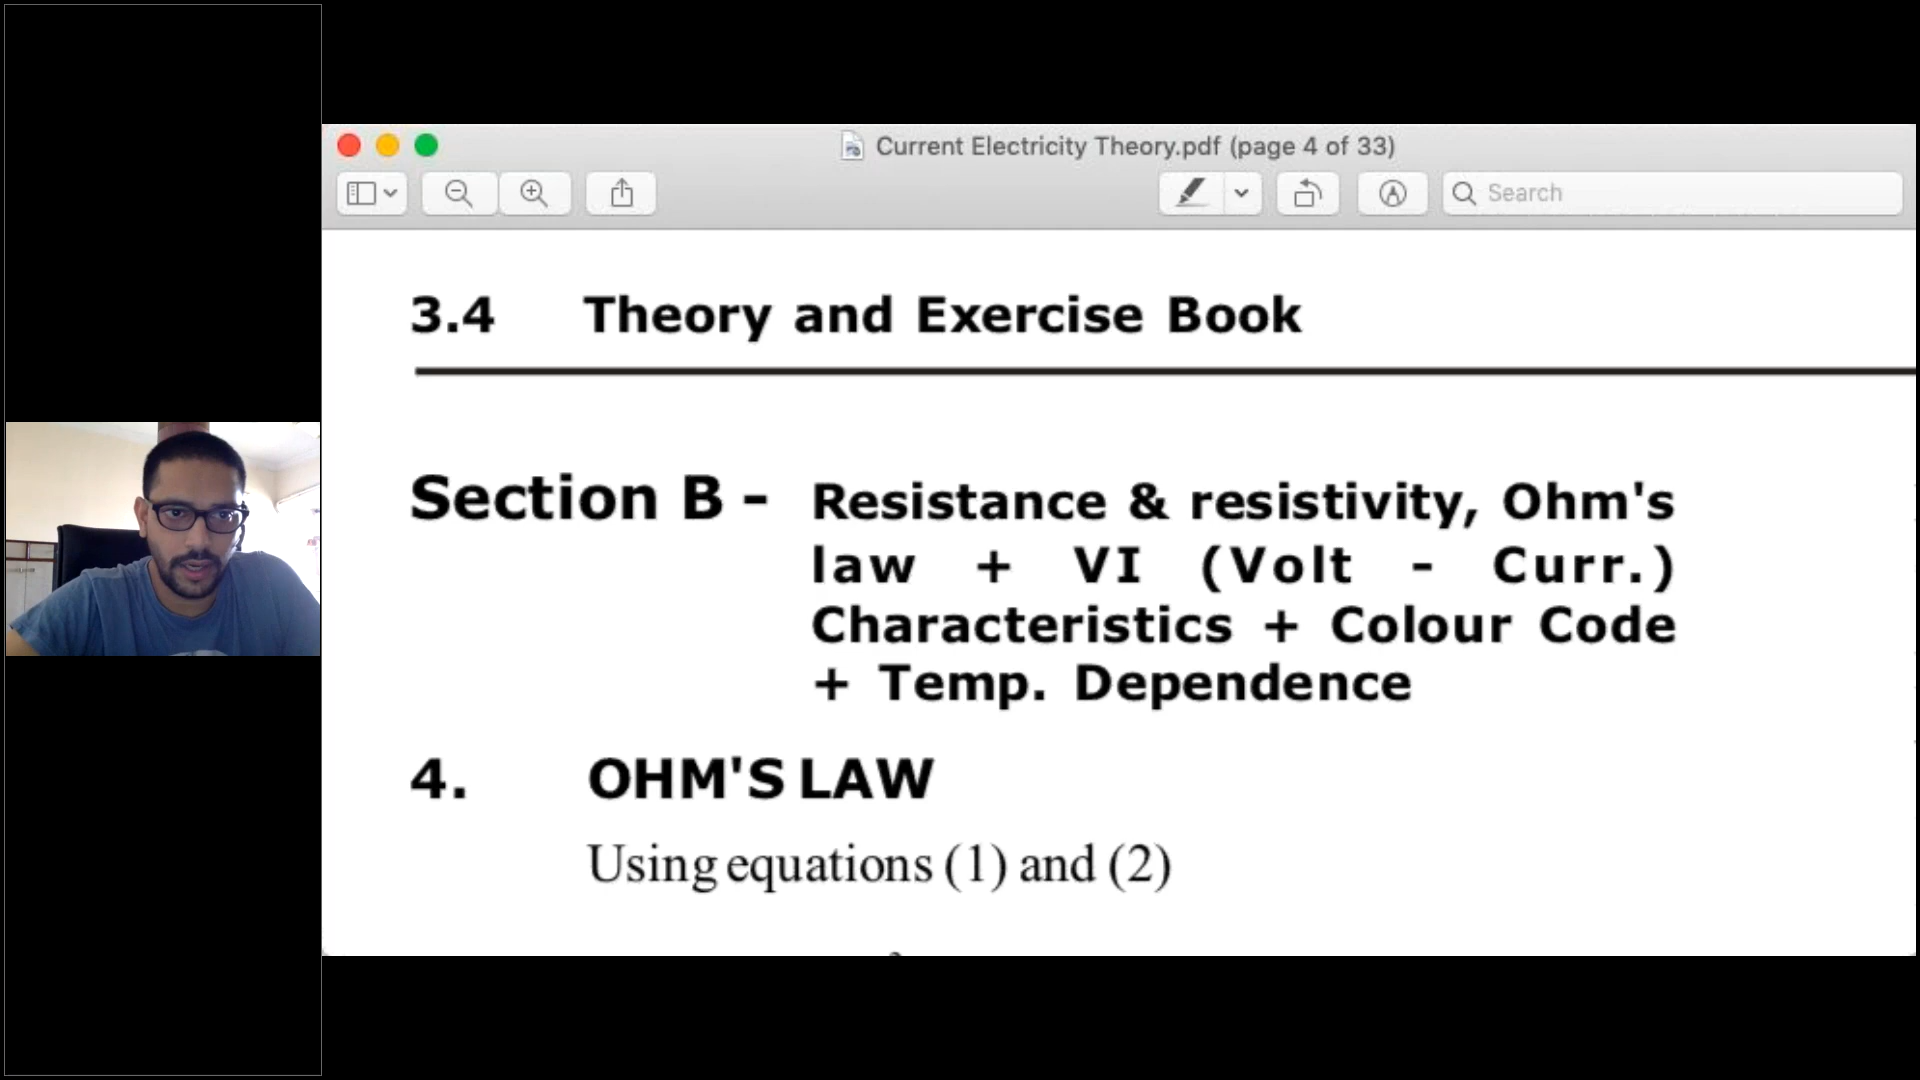 Current Electricity Theory.pdf (page 4 of 33)
Search
3.4 Theory and Exercise Book
Section B - Resistance & resistivity, Ohm's
law + VI (Volt - Curr.)
Characteristics + Colour Code
+ Temp. Dependence
4. OHM'S LAW
Using equations (1) and (2)